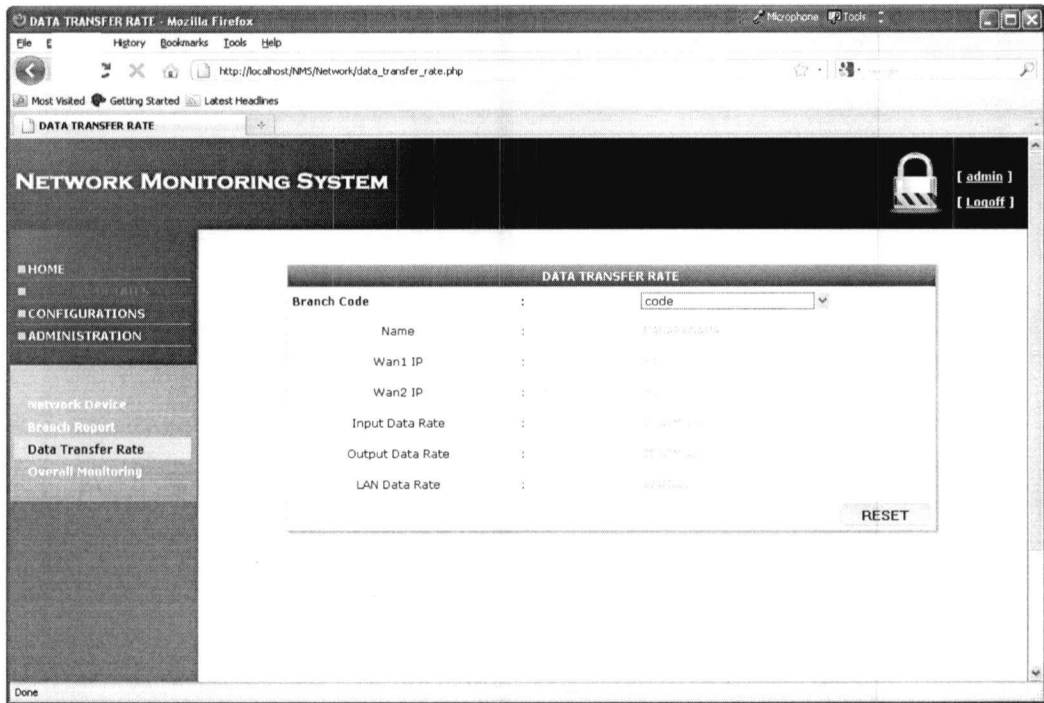 DATA TRANSFER RATE - Mozilla Firefox
Microphone Tools
File E History Bookmarks Tools Help
http://localhost/NMS/Network/data_transfer_rate.php
Most Visited Getting Started Latest Headlines
DATA TRANSFER RATE
NETWORK MONITORING SYSTEM
[ admin ]
[ Logoff ]
HOME
CONFIGURATIONS
ADMINISTRATION
Network Device
Branch Report
Data Transfer Rate
Overall Monitoring
DATA TRANSFER RATE
Branch Code : code
Name :
Wan1 IP :
Wan2 IP :
Input Data Rate :
Output Data Rate :
LAN Data Rate :
RESET
Done